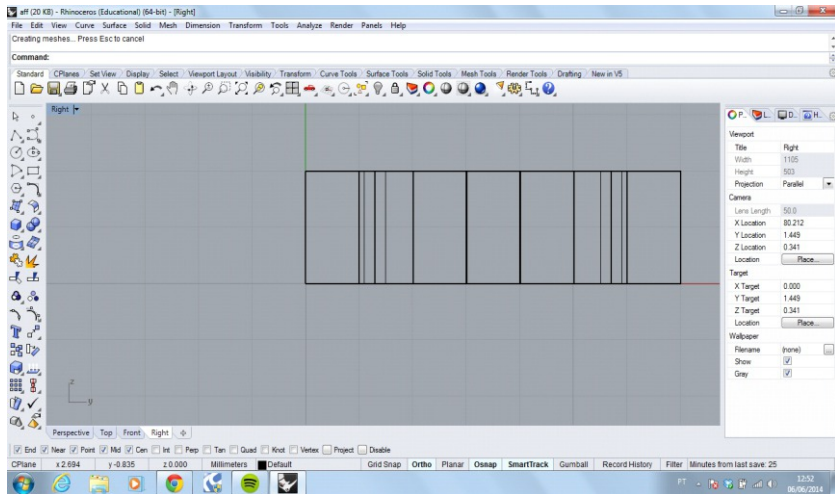 aff (20 KB) - Rhinoceros (Educational) (64-bit) - [Right]
File Edit View Curve Surface Solid Mesh Dimension Transform Tools Analyze Render Panels Help
Creating meshes... Press Esc to cancel
Command:
Standard CPlanes Set View Display Select Viewport Layout Visibility Transform Curve Tools Surface Tools Solid Tools Mesh Tools Render Tools Drafting New in V5
Right
P.. L.. D.. H..
Viewport
Title Right
Width 1105
Height 503
Projection Parallel
Camera
Lens Length 50.0
X Location 80.212
Y Location 1.449
Z Location 0.341
Location Place...
Target
X Target 0.000
Y Target 1.449
Z Target 0.341
Location Place...
Wallpaper
Filename (none) ...
Show
Gray
z
y
Perspective Top Front Right
End Near Point Mid Cen Int Perp Tan Quad Knot Vertex Project Disable
CPlane x 2.694 y -0.835 z 0.000 Millimeters Default Grid Snap Ortho Planar Osnap SmartTrack Gumball Record History Filter Minutes from last save: 25
PT 12:52
06/06/2014